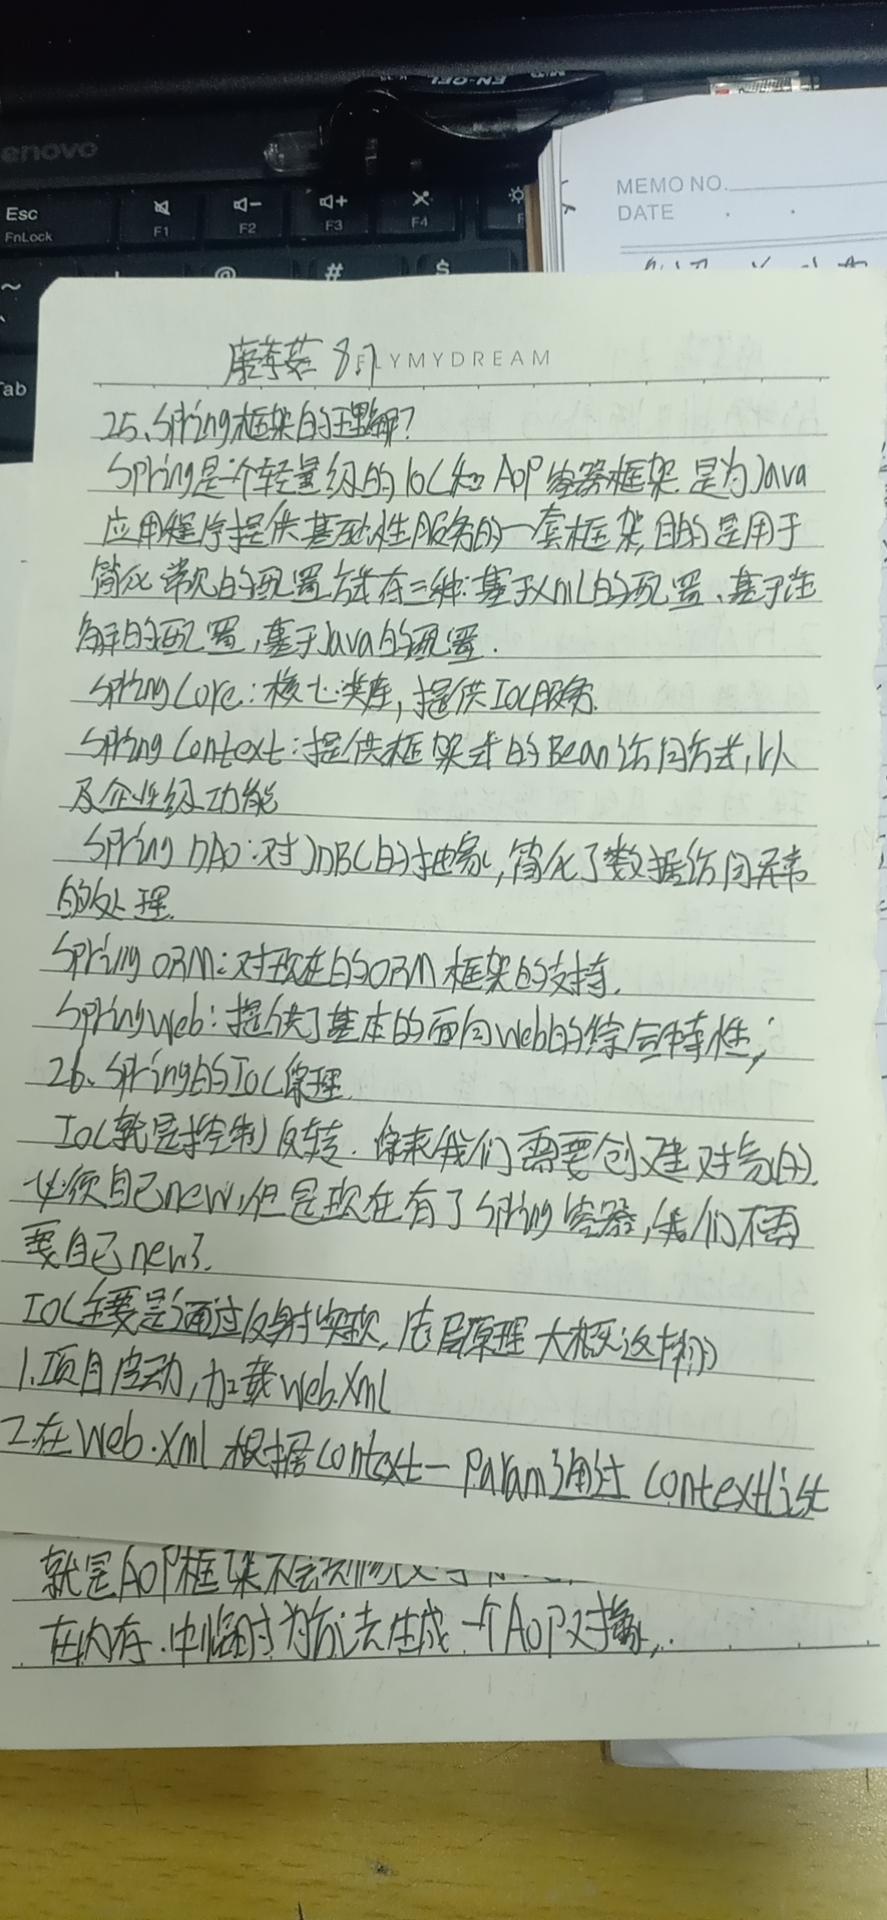 enovo
Esc
FnLock
F1
F2
F3
F4
MEMO NO.
DATE
Tab
8.7
FLYMYDREAM
25、Spring框架的理解?
Spring是一个轻量级的IOC和AOP容器框架.是为Java
应用程序提供基础性服务的一套框架,目的是用于
简化 常见的配置方式有三种:基于Xml的配置、基于注
解的配置,基于Java的配置.
Spring Core:核心类库,提供IOC服务.
Spring Context:提供框架式的Bean访问方式,以
及企业级功能
Spring DAO:对JDBC的抽象,简化了数据访问异常
的处理.
Spring ORM:对现在的ORM框架的支持.
Spring Web:提供了基本的面向Web的综合特性;
26、Spring的IOC原理
IOC就是控制反转.原来我们需要创建对象的.
必须自己new,但是现在有了Spring容器,我们不再
要自己new了.
IOC主要是通过反射实现,底层原理大概这样的
1.项目启动,加载Web.Xml
2.在Web.Xml根据Context-Param通过ContextList
就是AOP框架不会去修改字
在内存中临时为方法生成一个AOP对象,.